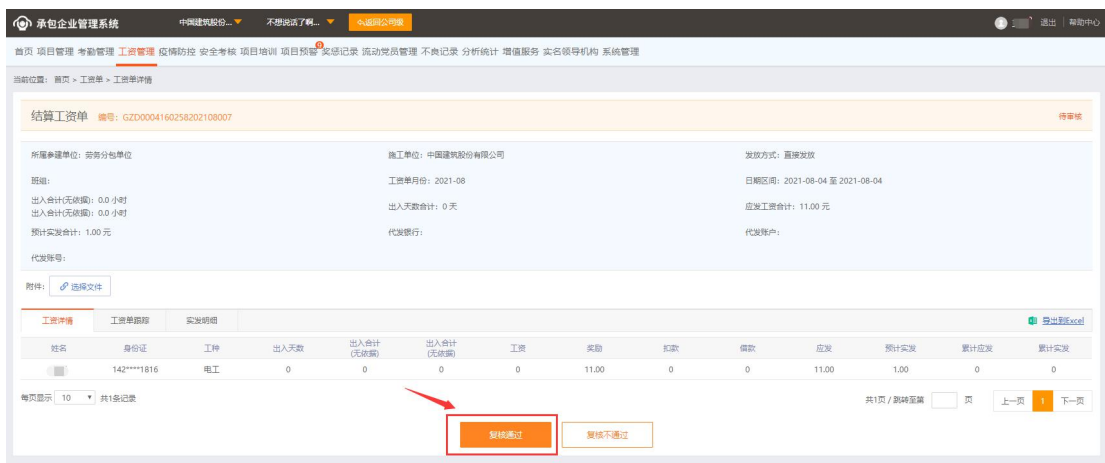 承包企业管理系统 中国建筑股份... 不想说话了啊... 返回公司级 退出 | 帮助中心
首页 项目管理 考勤管理 工资管理 疫情防控 安全考核 项目培训 项目预警 奖惩记录 流动党员管理 不良记录 分析统计 增值服务 实名领导机构 系统管理
当前位置: 首页 > 工资单 > 工资单详情
结算工资单 编号: GZD0004160258202108007 待审核
所属参建单位: 劳务分包单位 施工单位: 中国建筑股份有限公司 发放方式: 直接发放
班组: 工资单月份: 2021-08 日期区间: 2021-08-04 至 2021-08-04
出入合计(无依据): 0.0 小时
出入合计(无依据): 0.0 小时 出入天数合计: 0 天 应发工资合计: 11.00 元
预计实发合计: 1.00 元 代发银行: 代发账户:
代发账号:
附件: 选择文件
工资详情 工资单跟踪 实发明细 导出到Excel
姓名 身份证 工种 出入天数 出入合计(无依据) 出入合计(无依据) 工资 奖励 扣款 借款 应发 预计实发 累计应发 累计实发
142****1816 电工 0 0 0 0 11.00 0 0 11.00 1.00 0 0
每页显示 10 共1条记录 共1页 / 跳转至第 页 上一页 1 下一页
复核通过 复核不通过